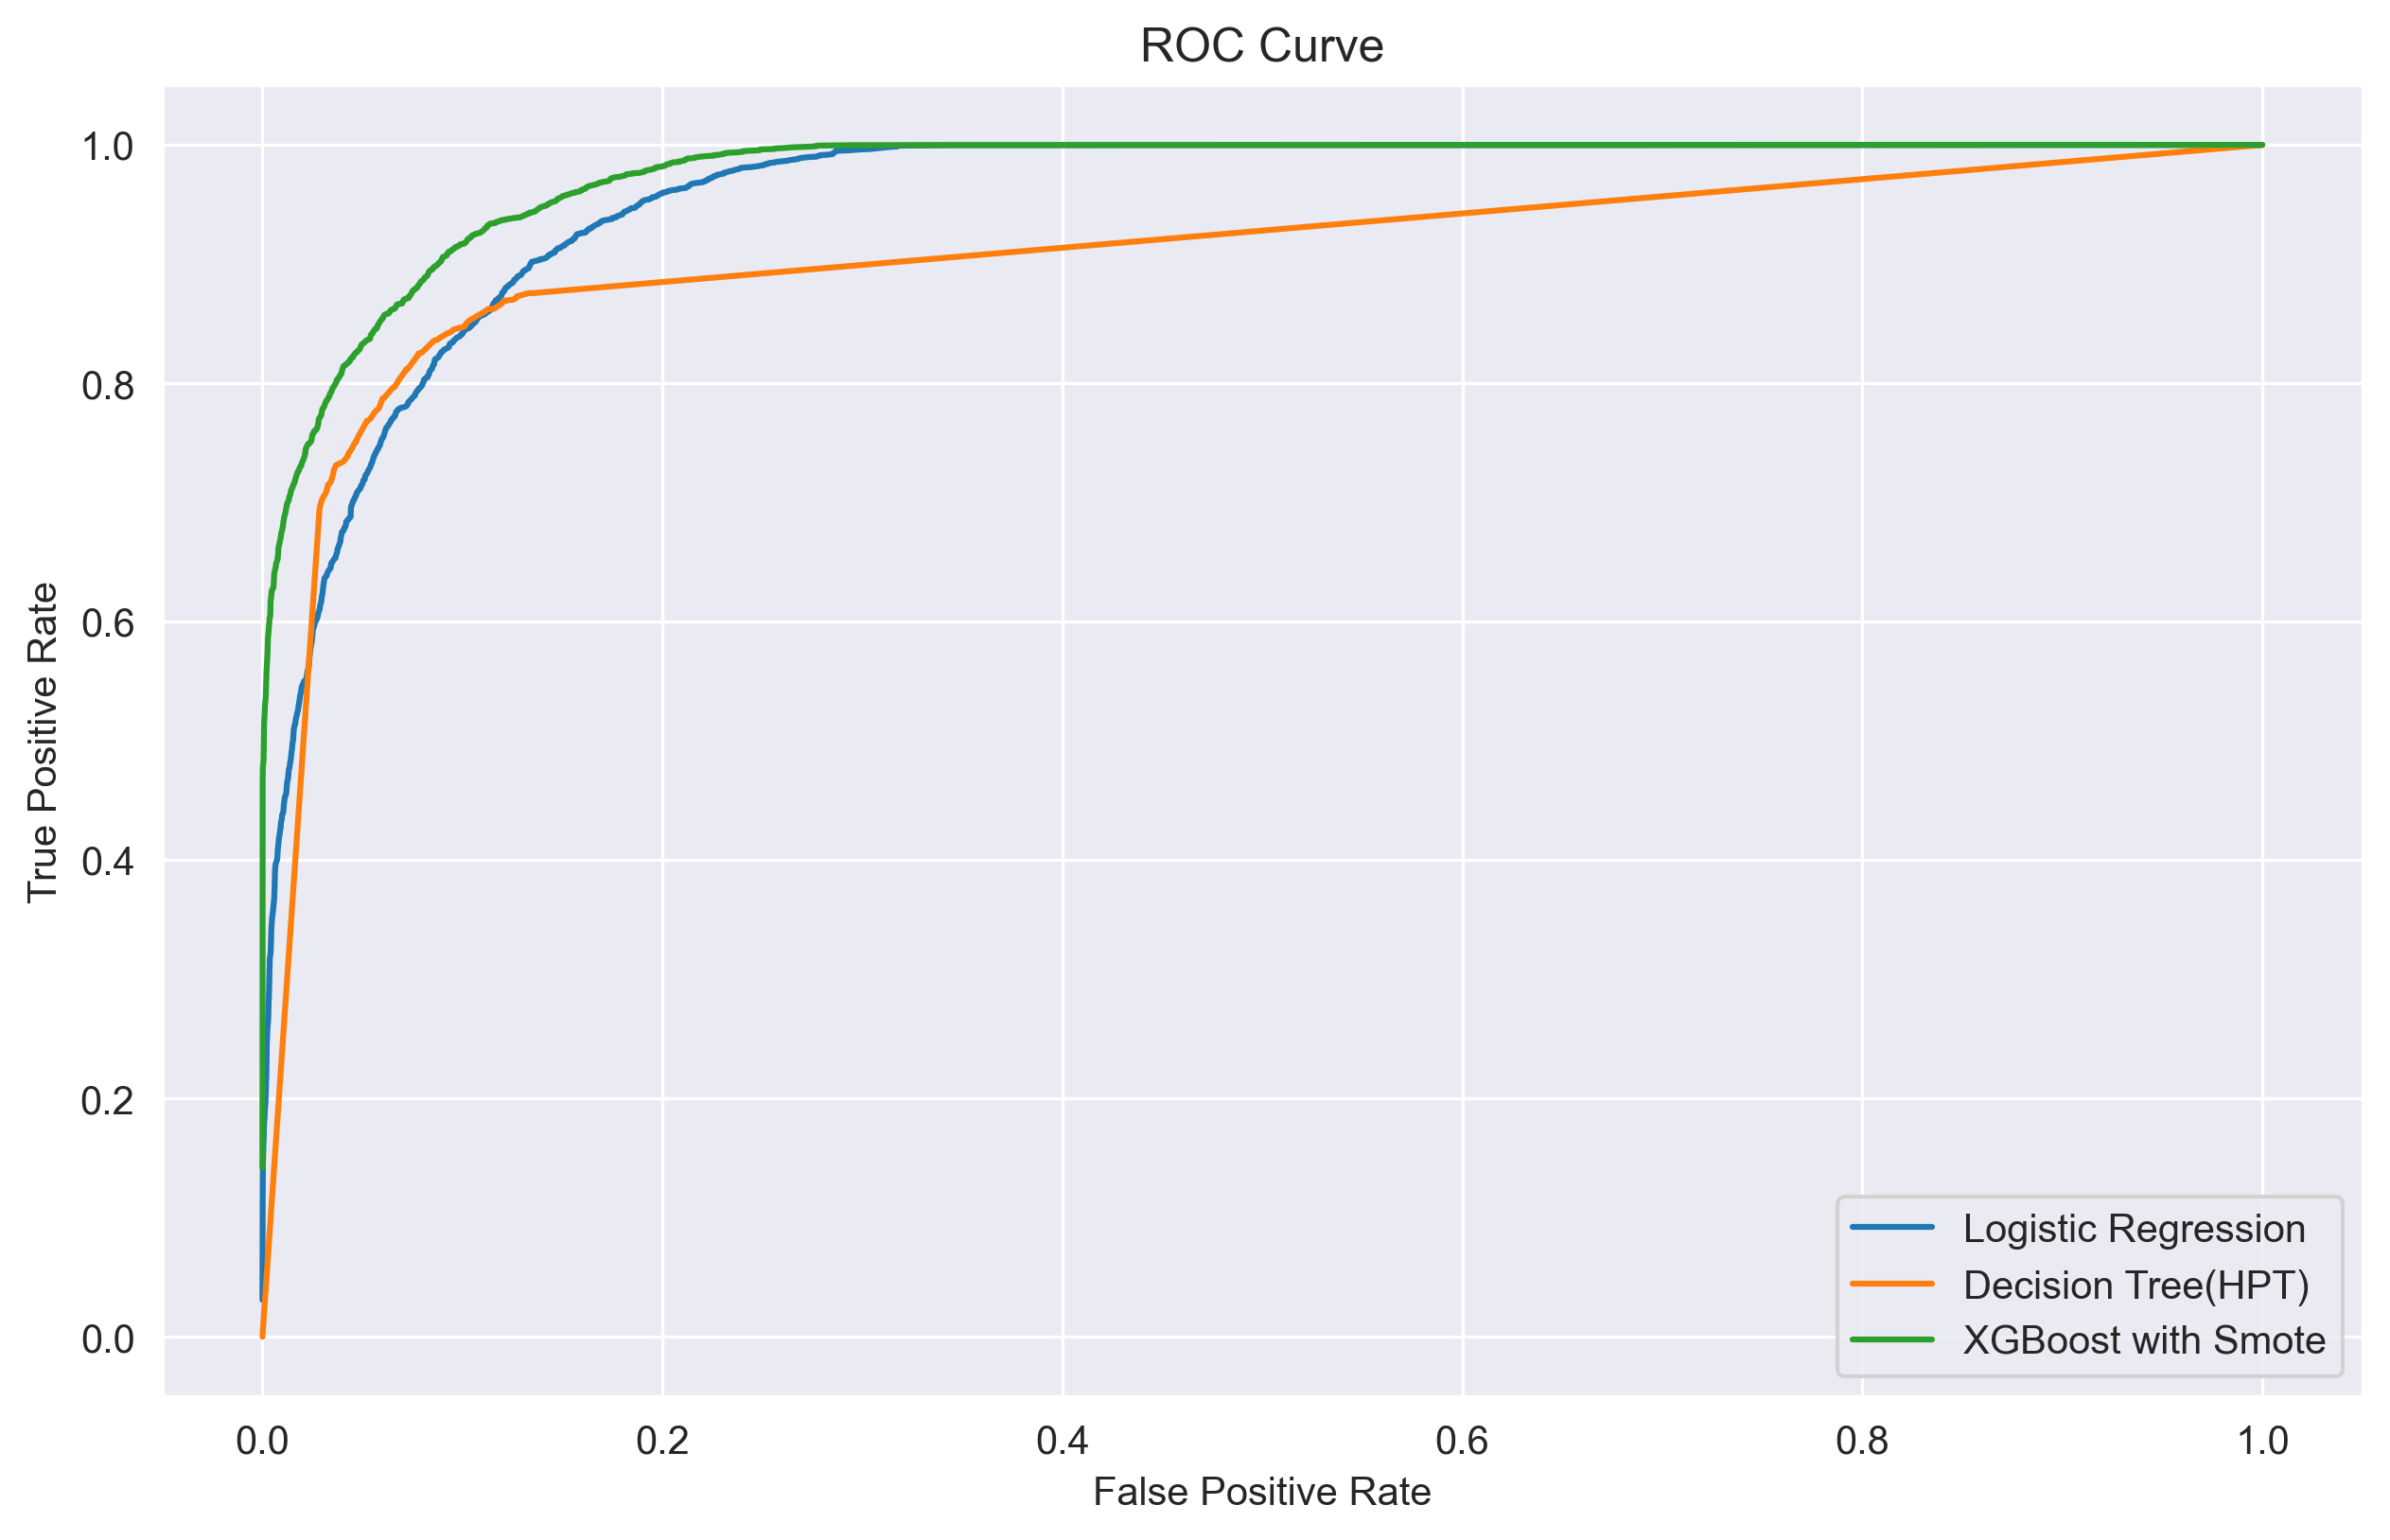 ROC Curve
1.0
0.8
0.6
0.4
0.2
0.0
True Positive Rate
Logistic Regression
Decision Tree(HPT)
XGBoost with Smote
0.0 0.2 0.4 0.6 0.8 1.0
False Positive Rate